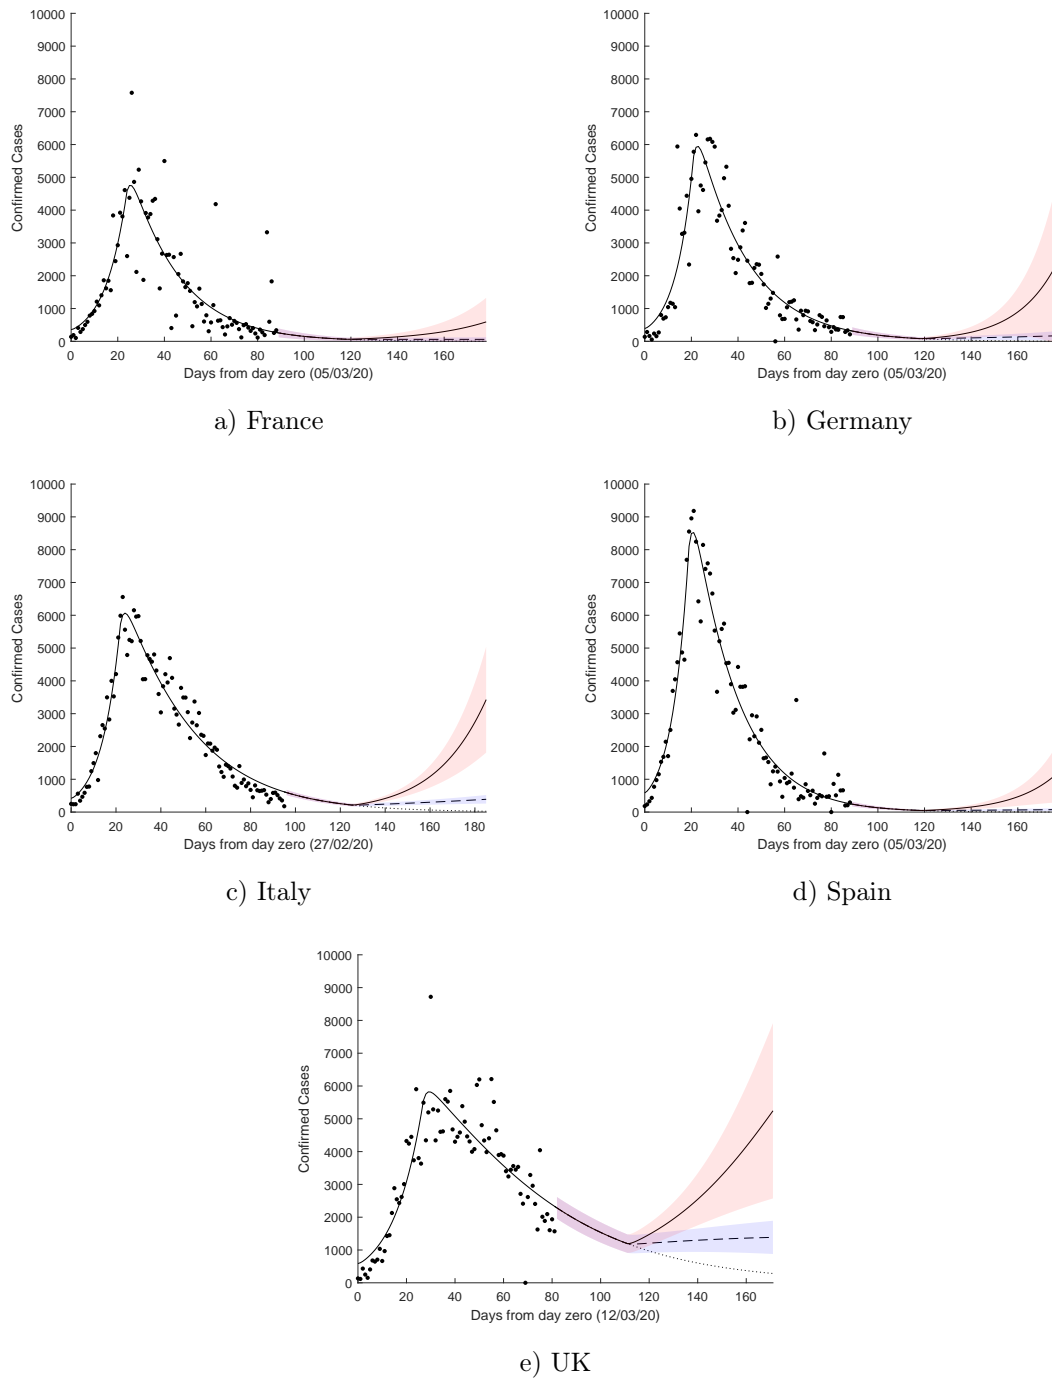 10000
9000
8000
7000
6000
5000
4000
3000
2000
1000
0
Confirmed Cases
0 20 40 60 80 100 120 140 160
Days from day zero (05/03/20)
a) France
10000
9000
8000
7000
6000
5000
4000
3000
2000
1000
0
Confirmed Cases
0 20 40 60 80 100 120 140 160
Days from day zero (05/03/20)
b) Germany
10000
9000
8000
7000
6000
5000
4000
3000
2000
1000
0
Confirmed Cases
0 20 40 60 80 100 120 140 160 180
Days from day zero (27/02/20)
c) Italy
10000
9000
8000
7000
6000
5000
4000
3000
2000
1000
0
Confirmed Cases
0 20 40 60 80 100 120 140 160
Days from day zero (05/03/20)
d) Spain
10000
9000
8000
7000
6000
5000
4000
3000
2000
1000
0
Confirmed Cases
0 20 40 60 80 100 120 140 160
Days from day zero (12/03/20)
e) UK